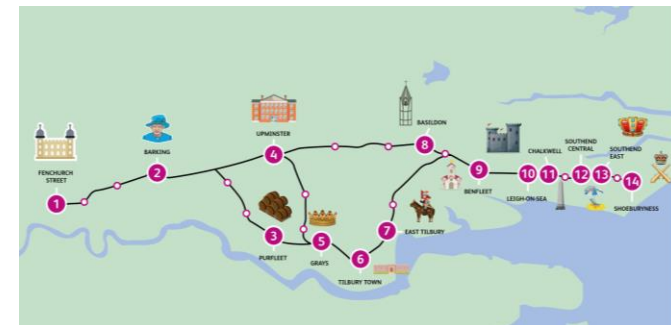 FENCHURCH
STREET
1
BARKING
2
UPMINSTER
4
3
PURFLEET
5
GRAYS
6
TILBURY TOWN
7
EAST TILBURY
BASILDON
8
9
BENFLEET
10
LEIGH-ON-SEA
CHALKWELL
11
SOUTHEND
CENTRAL
12
SOUTHEND
EAST
13
14
SHOEBURYNESS